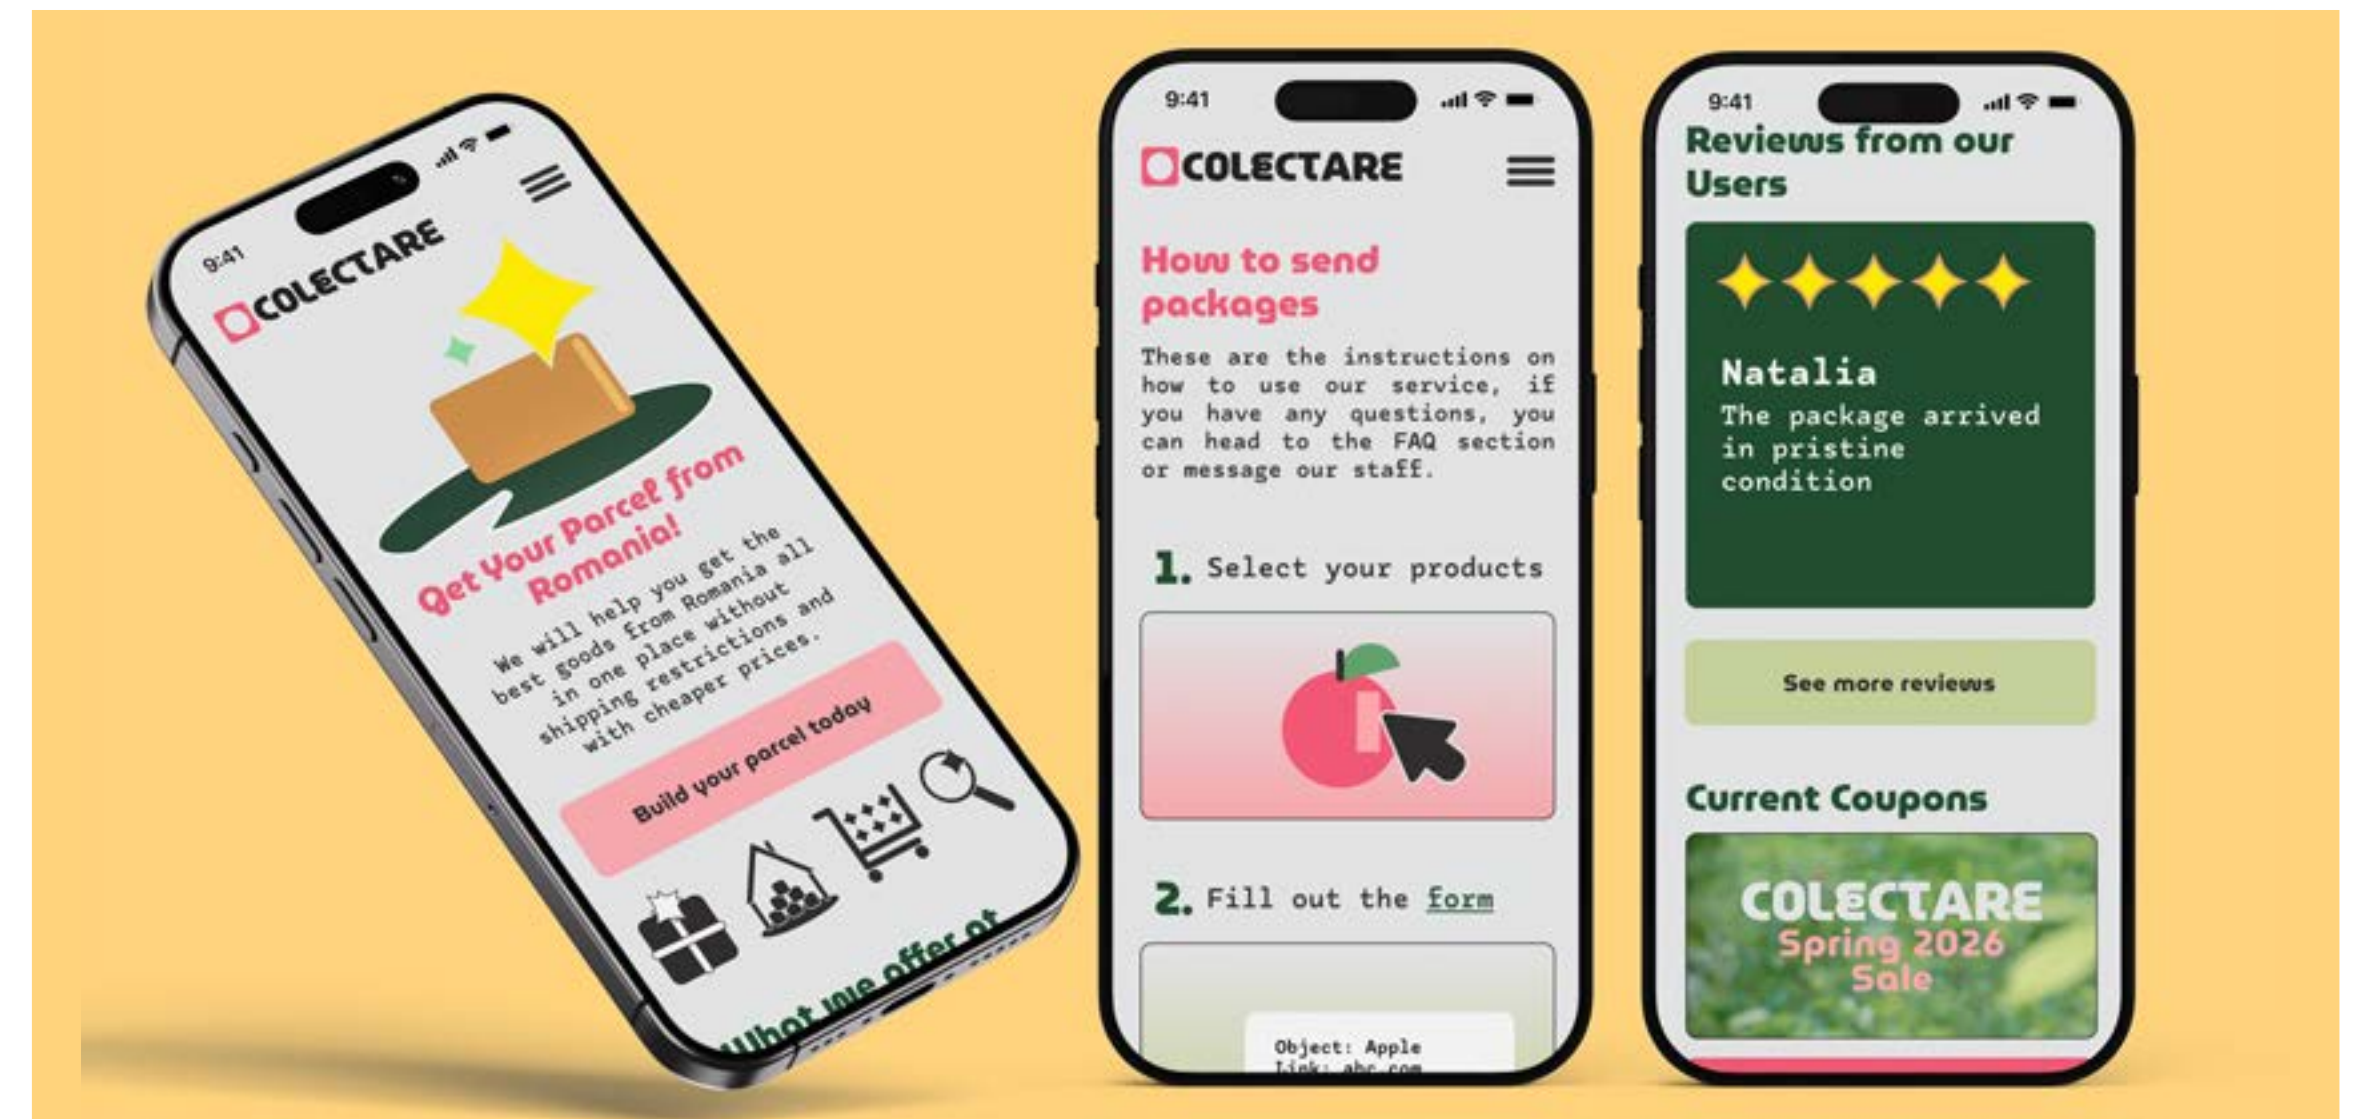 9:41
COLECTARE
Get Your Parcel from
Romania!
We will help you get the
best goods from Romania all
in one place without
shipping restrictions and
with cheaper prices.
Build your parcel today
What we offer at
9:41
COLECTARE
How to send
packages
These are the instructions on
how to use our service, if
you have any questions, you
can head to the FAQ section
or message our staff.
1. Select your products
2. Fill out the form
Object: Apple
Link: abc.com
9:41
Reviews from our
Users
Natalia
The package arrived
in pristine
condition
See more reviews
Current Coupons
COLECTARE
Spring 2026
Sale